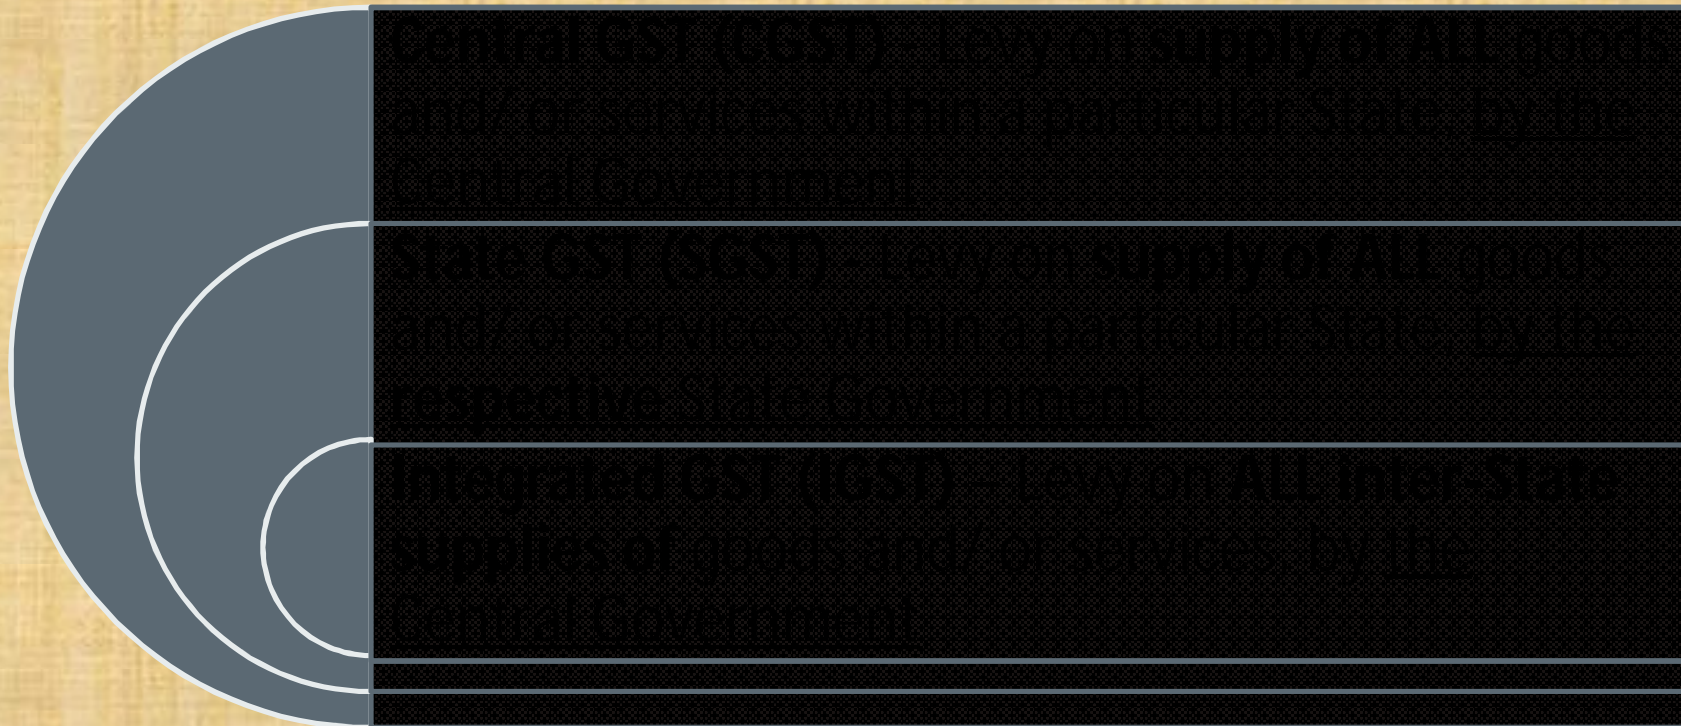 Central GST (CGST) - Levy on supply of ALL goods
and/ or services within a particular State, by the
Central Government
State GST (SGST) - Levy on supply of ALL goods
and/ or services within a particular State, by the
respective State Government
Integrated GST (IGST) - Levy on ALL inter-State
supplies of goods and/ or services, by the
Central Government